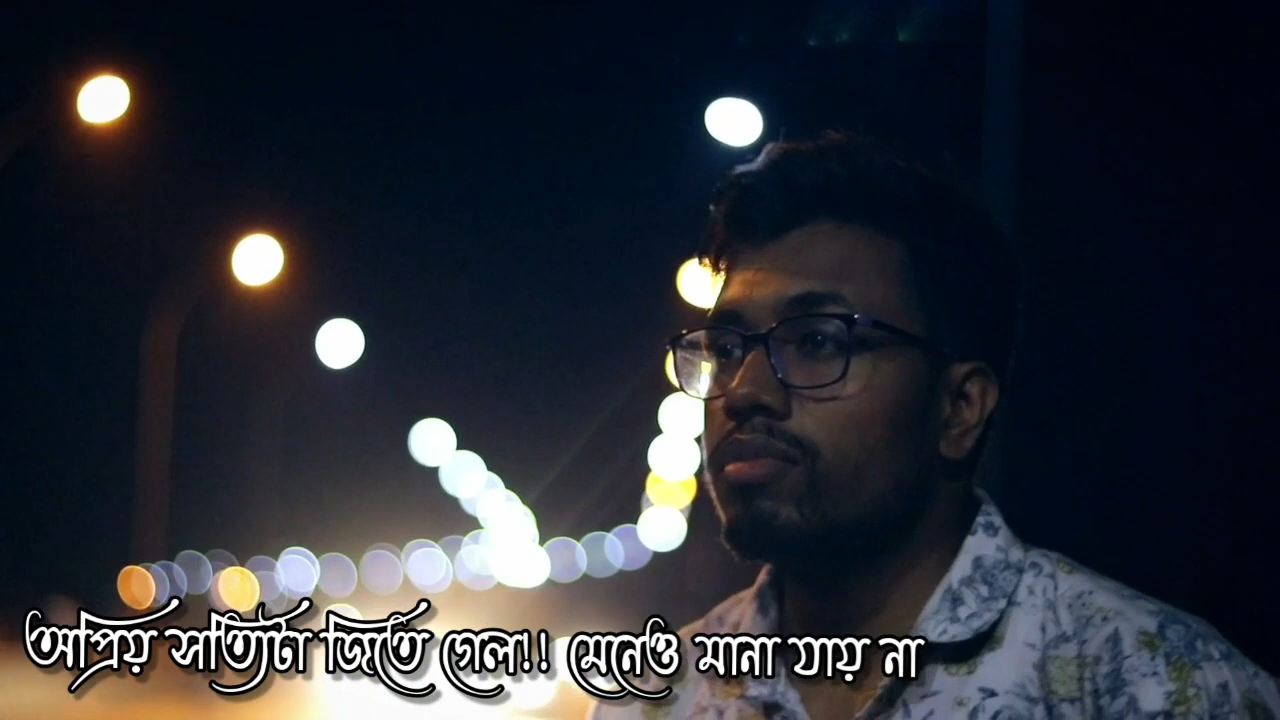 অপ্রিয় সত্যিটা জিতে গেল!! মেনেও মানা যায় না